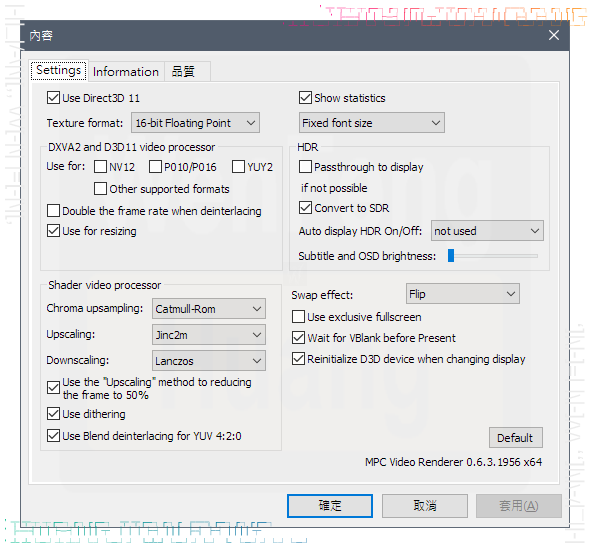 內容
Settings Information 品質
Use Direct3D 11
Show statistics
Texture format: 16-bit Floating Point
Fixed font size
DXVA2 and D3D11 video processor
Use for: NV12 P010/P016 YUY2
Other supported formats
Double the frame rate when deinterlacing
Use for resizing
HDR
Passthrough to display
if not possible
Convert to SDR
Auto display HDR On/Off: not used
Subtitle and OSD brightness:
Shader video processor
Chroma upsampling: Catmull-Rom
Upscaling: Jinc2m
Downscaling: Lanczos
Use the "Upscaling" method to reducing
the frame to 50%
Use dithering
Use Blend deinterlacing for YUV 4:2:0
Swap effect: Flip
Use exclusive fullscreen
Wait for VBlank before Present
Reinitialize D3D device when changing display
Default
MPC Video Renderer 0.6.3.1956 x64
確定 取消 套用(A)